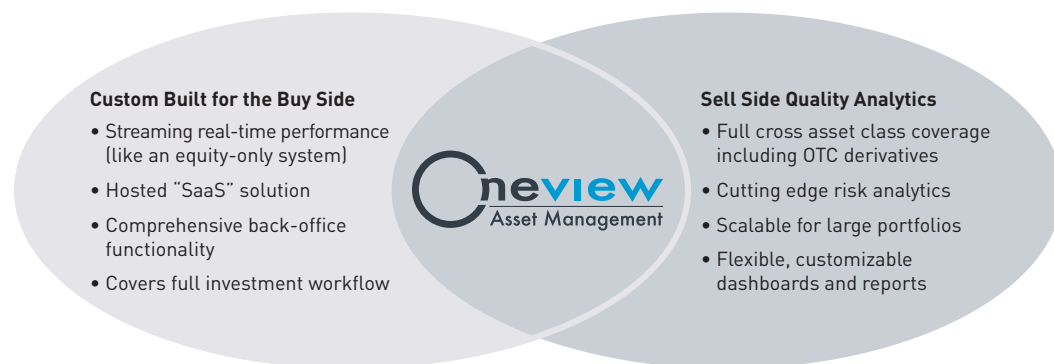 Custom Built for the Buy Side
• Streaming real-time performance
(like an equity-only system)
• Hosted “SaaS” solution
• Comprehensive back-office
functionality
• Covers full investment workflow
Oneview
Asset Management
Sell Side Quality Analytics
• Full cross asset class coverage
including OTC derivatives
• Cutting edge risk analytics
• Scalable for large portfolios
• Flexible, customizable
dashboards and reports